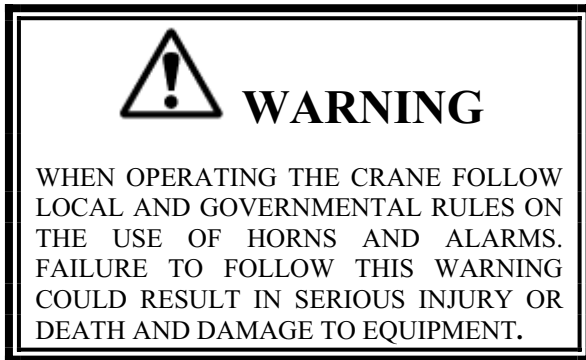 WARNING
WHEN OPERATING THE CRANE FOLLOW
LOCAL AND GOVERNMENTAL RULES ON
THE USE OF HORNS AND ALARMS.
FAILURE TO FOLLOW THIS WARNING
COULD RESULT IN SERIOUS INJURY OR
DEATH AND DAMAGE TO EQUIPMENT.